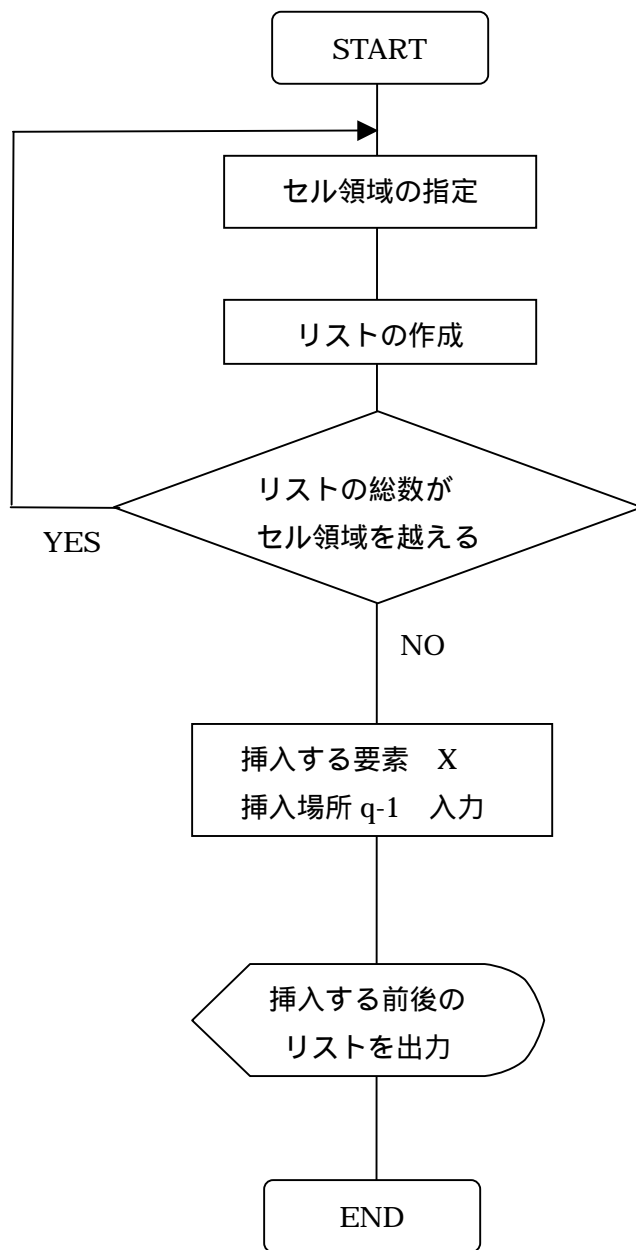 START
セル領域の指定
リストの作成
リストの総数が
セル領域を越える
YES
NO
挿入する要素　X
挿入場所 q-1　入力
挿入する前後の
リストを出力
END